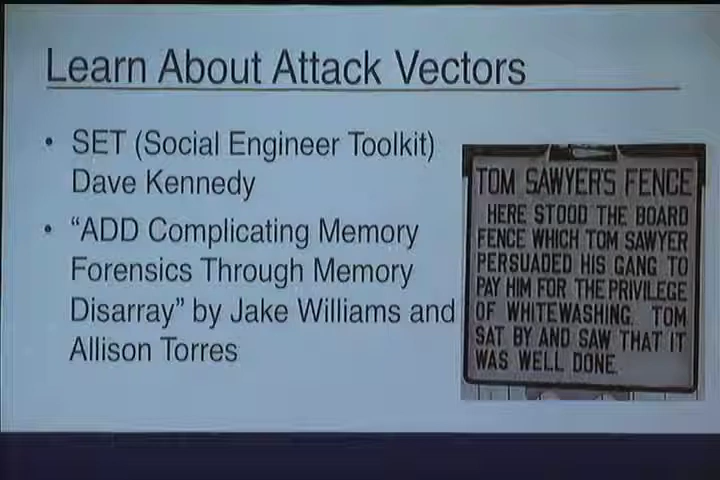 Learn About Attack Vectors
• SET (Social Engineer Toolkit)
Dave Kennedy
• “ADD Complicating Memory
Forensics Through Memory
Disarray” by Jake Williams and
Allison Torres
TOM SAWYER'S FENCE
HERE STOOD THE BOARD
FENCE WHICH TOM SAWYER
PERSUADED HIS GANG TO
PAY HIM FOR THE PRIVILEGE
OF WHITEWASHING. TOM
SAT BY AND SAW THAT IT
WAS WELL DONE.